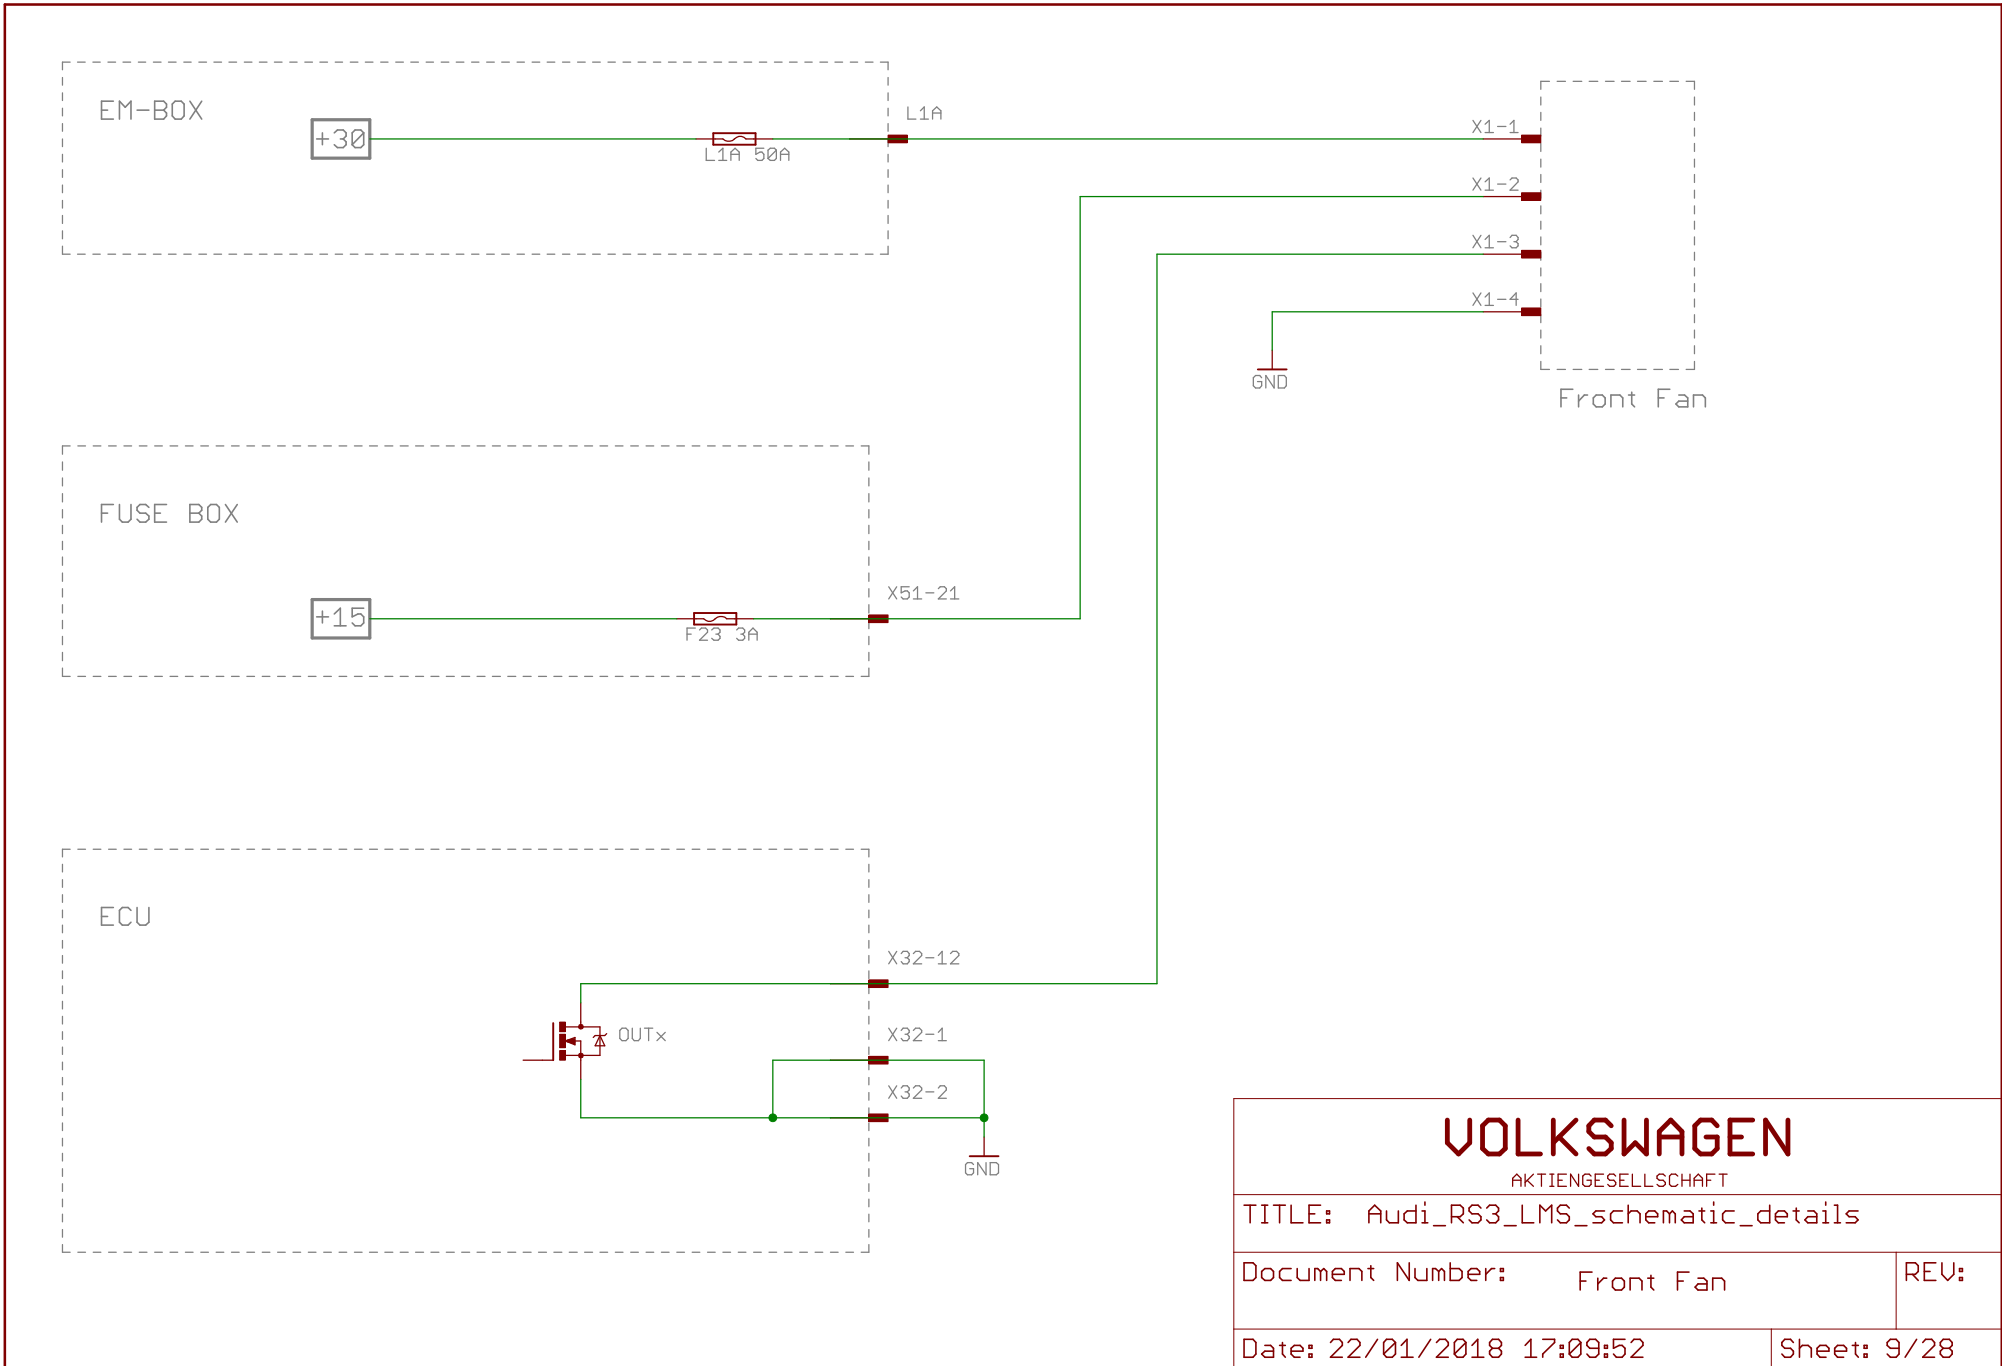 EM-BOX
+30
L1A 50A
L1A
X1-1
X1-2
X1-3
X1-4
GND
Front Fan
FUSE BOX
+15
F23 3A
X51-21
ECU
OUTx
X32-12
X32-1
X32-2
GND
VOLKSWAGEN
AKTIENGESELLSCHAFT
TITLE: Audi_RS3_LMS_schematic_details
Document Number: Front Fan
REV:
Date: 22/01/2018 17:09:52
Sheet: 9/28